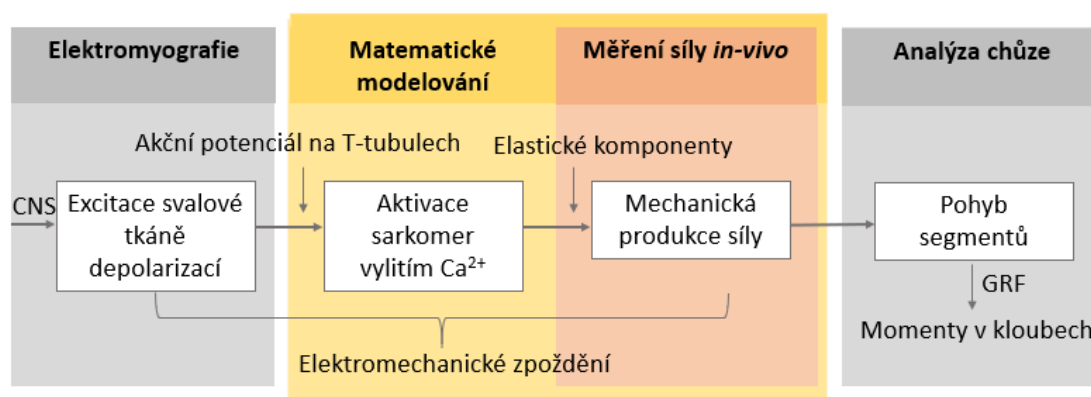 Elektromyografie
Matematické
modelování
Měření síly in-vivo
Analýza chůze
Akční potenciál na T-tubulech
Elastické komponenty
CNS
Excitace svalové
tkáně
depolarizací
Aktivace
sarkomer
vylitím Ca²⁺
Mechanická
produkce síly
Pohyb
segmentů
GRF
Momenty v kloubech
Elektromechanické zpoždění